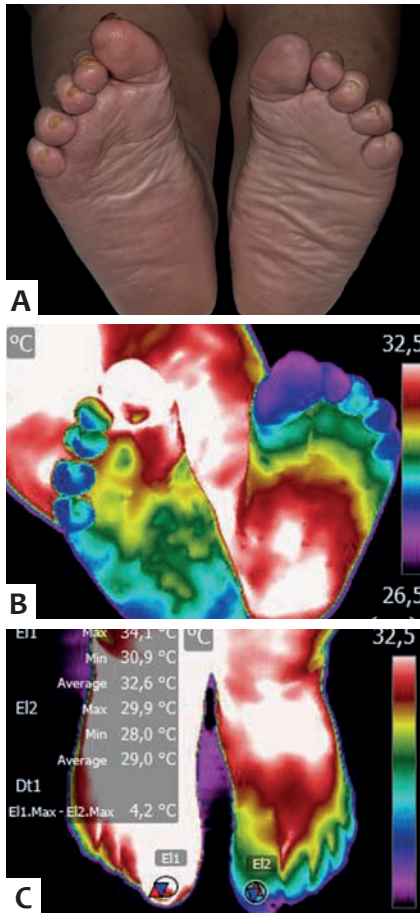 A
°C
32,5
B
26,5
El1 Max 34,1 °C
°C
32,5
Min 30,9 °C
Average 32,6 °C
El2 Max 29,9 °C
Min 28,0 °C
Average 29,0 °C
Dt1
El1.Max - El2.Max 4,2 °C
El1
El2
C